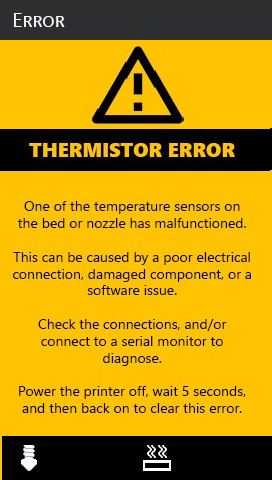 Error
THERMISTOR ERROR
One of the temperature sensors on
the bed or nozzle has malfunctioned.
This can be caused by a poor electrical
connection, damaged component, or a
software issue.
Check the connections, and/or
connect to a serial monitor to
diagnose.
Power the printer off, wait 5 seconds,
and then back on to clear this error.